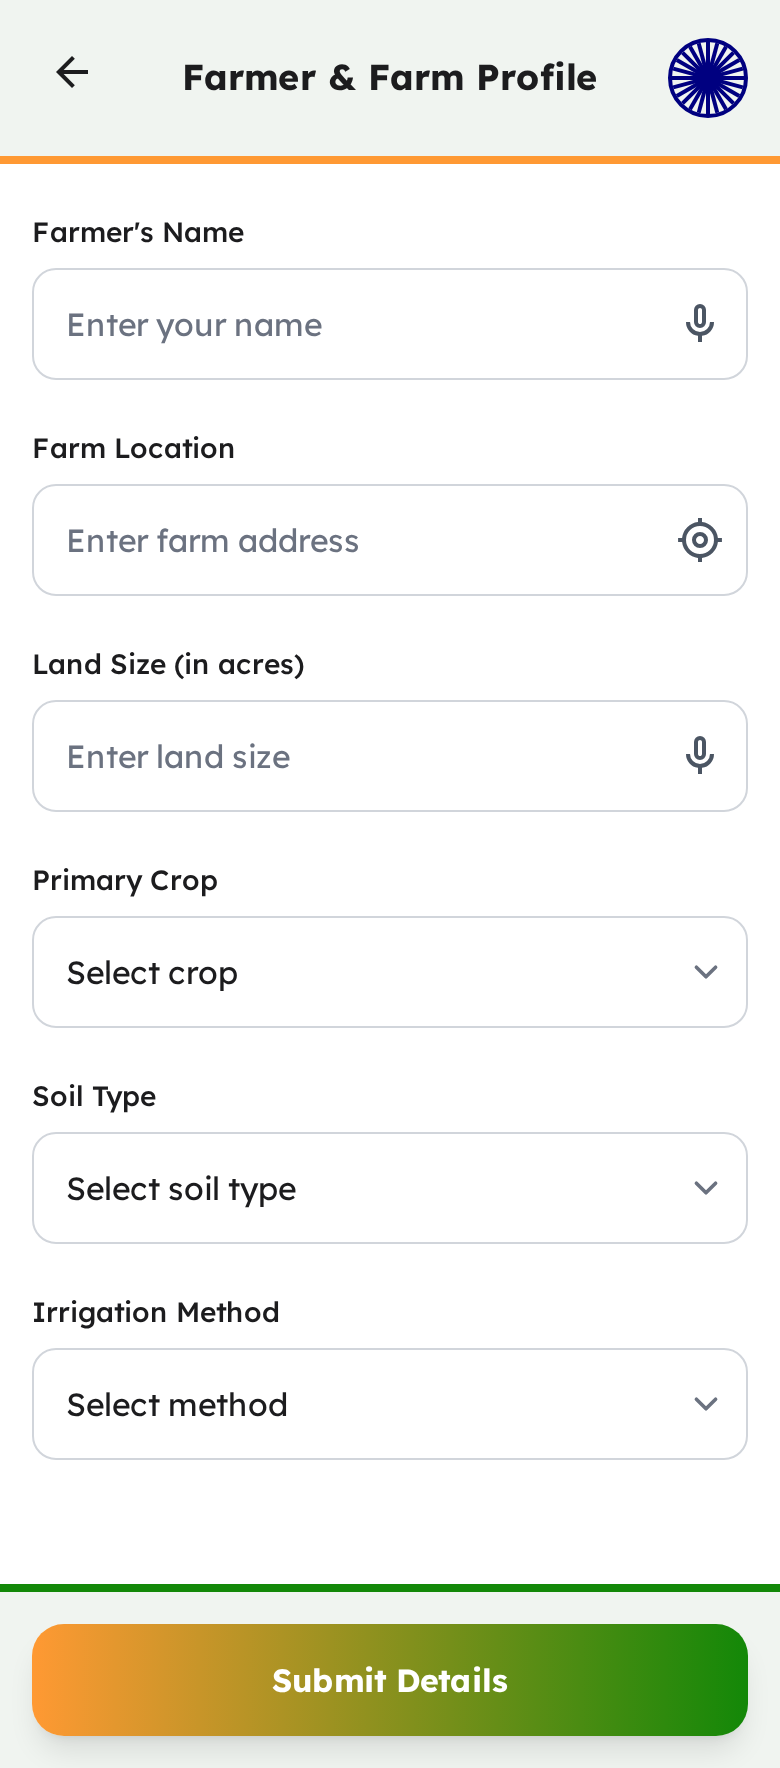 Farmer & Farm Profile
Farmer's Name
Enter your name
Farm Location
Enter farm address
Land Size (in acres)
Enter land size
Primary Crop
Select crop
Soil Type
Select soil type
Irrigation Method
Select method
Submit Details